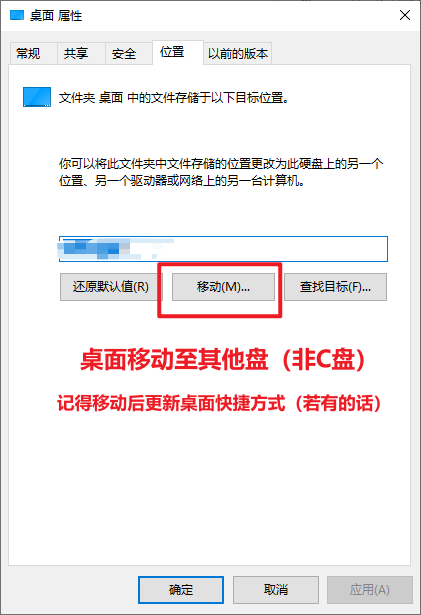 桌面 属性
常规
共享
安全
位置
以前的版本
文件夹 桌面 中的文件存储于以下目标位置。
你可以将此文件夹中文件存储的位置更改为此硬盘上的另一个
位置、另一个驱动器或网络上的另一台计算机。
还原默认值(R)
移动(M)...
查找目标(F)...
桌面移动至其他盘（非C盘）
记得移动后更新桌面快捷方式（若有的话）
确定
取消
应用(A)